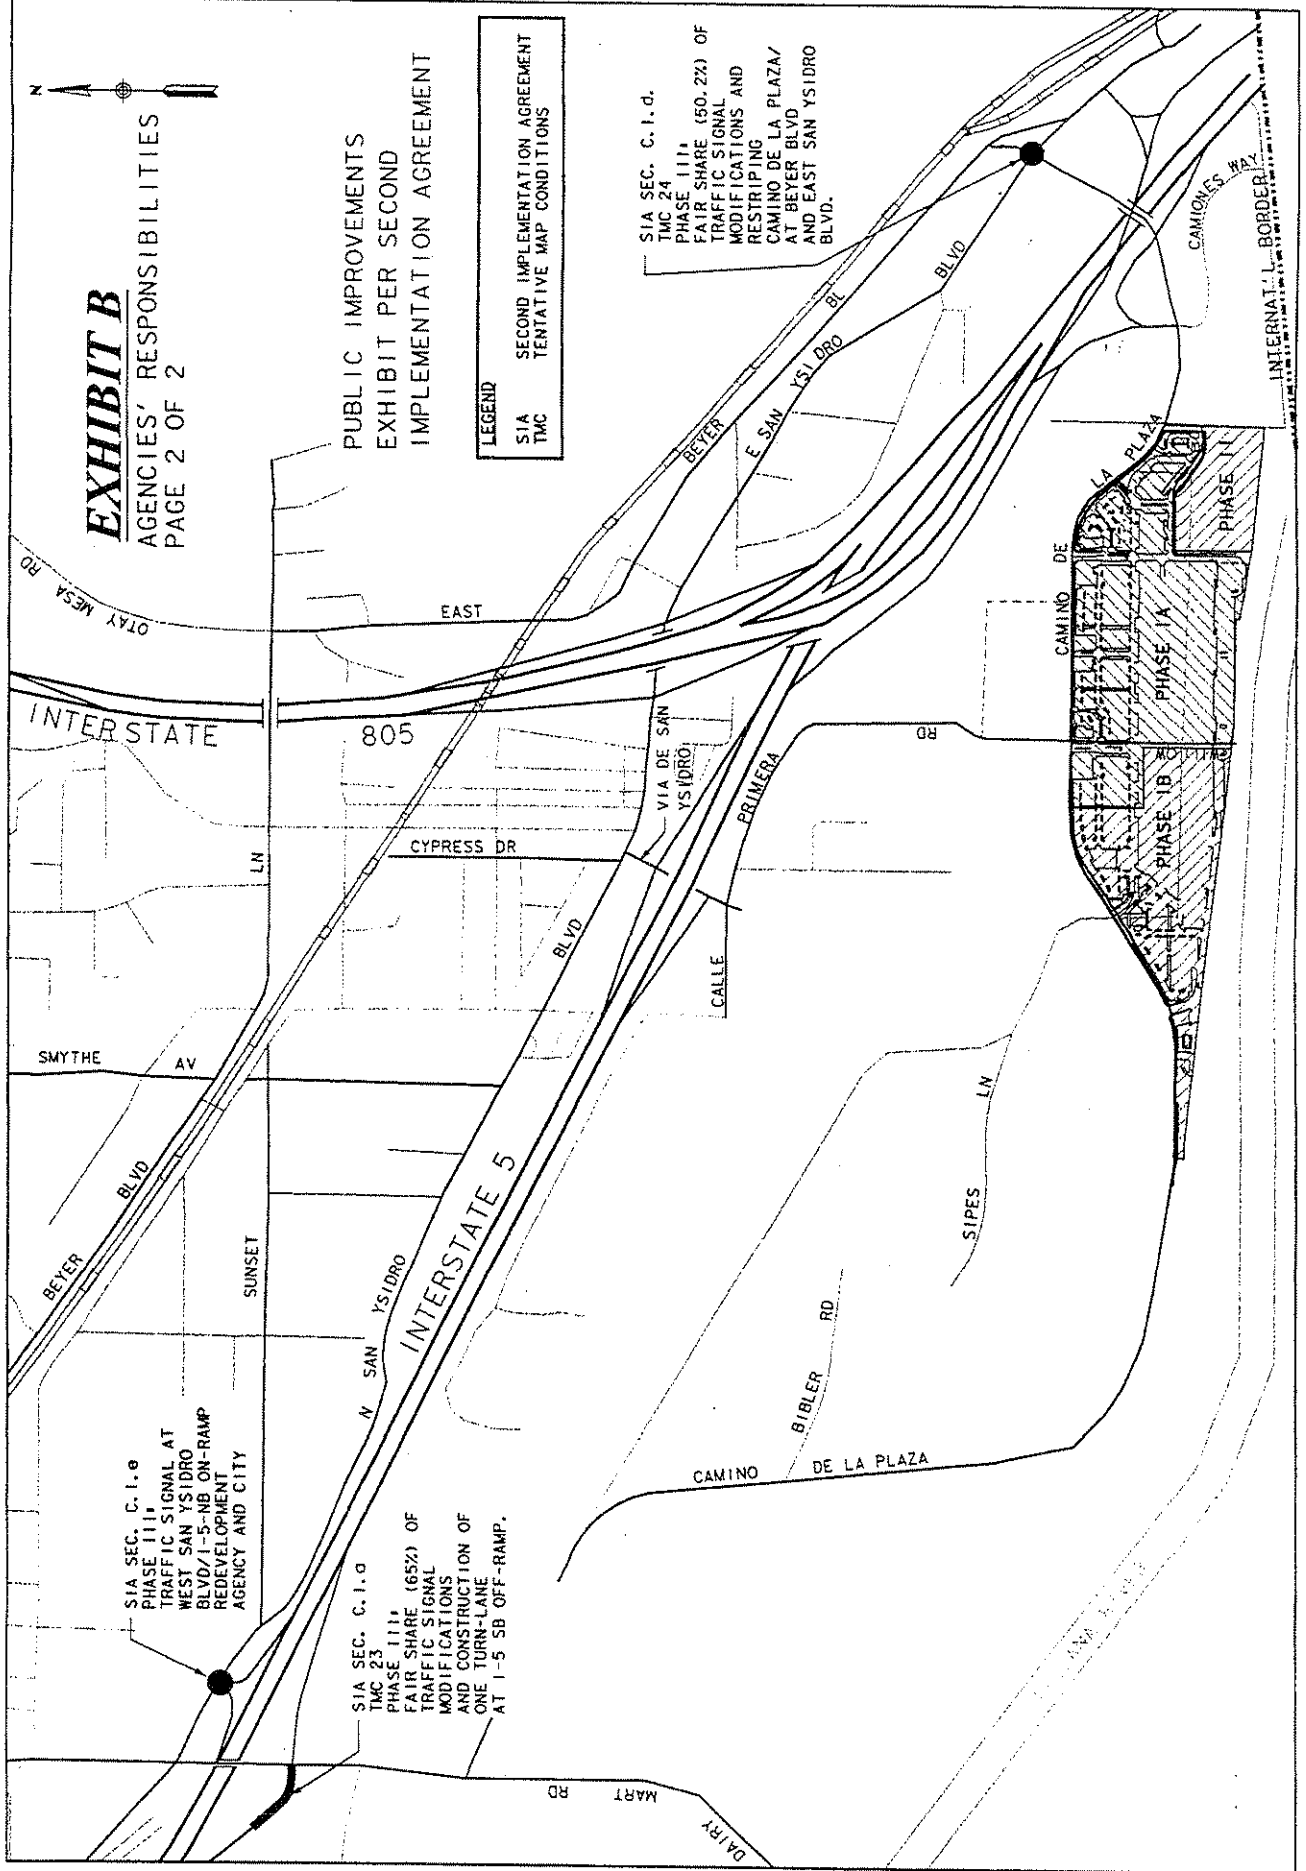 EXHIBIT B
AGENCIES' RESPONSIBILITIES
PAGE 2 OF 2
N
PUBLIC IMPROVEMENTS
EXHIBIT PER SECOND
IMPLEMENTATION AGREEMENT
LEGEND
SIA SECOND IMPLEMENTATION AGREEMENT
TMC TENTATIVE MAP CONDITIONS
SIA SEC. C.1.d.
TMC 24
PHASE III:
FAIR SHARE (50.2%) OF
TRAFFIC SIGNAL
MODIFICATIONS AND
RESTRIPING
CAMINO DE LA PLAZA/
AT BEYER BLVD
AND EAST SAN YSIDRO
BLVD.
SIA SEC. C.1.e
PHASE III:
TRAFFIC SIGNAL AT
WEST SAN YSIDRO
BLVD/I-5-NB ON-RAMP
REDEVELOPMENT
AGENCY AND CITY
SIA SEC. C.1.a
TMC 23
PHASE III:
FAIR SHARE (65%) OF
TRAFFIC SIGNAL
MODIFICATIONS
AND CONSTRUCTION OF
ONE TURN-LANE
AT I-5 SB OFF-RAMP.
OTAY MESA RD
INTERSTATE 805
EAST BEYER BL
E SAN YSIDRO BLVD
BEYER BLVD
SMYTHE AV
SUNSET LN
CYPRESS DR
N SAN YSIDRO BLVD
INTERSTATE 5
VIA DE SAN
YSIDRO
CALLE PRIMERA
RD
SIPES LN
BIBLER RD
CAMINO DE LA PLAZA
DAIRY MART RD
CAMINO DE LA PLAZA
CAMIONES WAY
INTERNAT'L BORDER
PHASE IB
PHASE IA
PHASE II